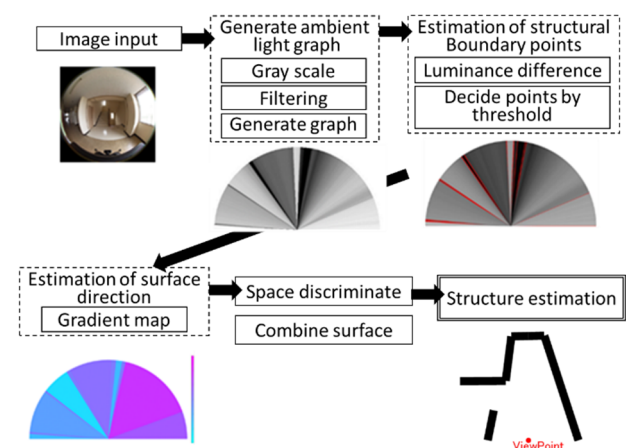 Image input
Generate ambient
light graph
Gray scale
Filtering
Generate graph
Estimation of structural
Boundary points
Luminance difference
Decide points by
threshold
Estimation of surface
direction
Gradient map
Space discriminate
Combine surface
Structure estimation
ViewPoint